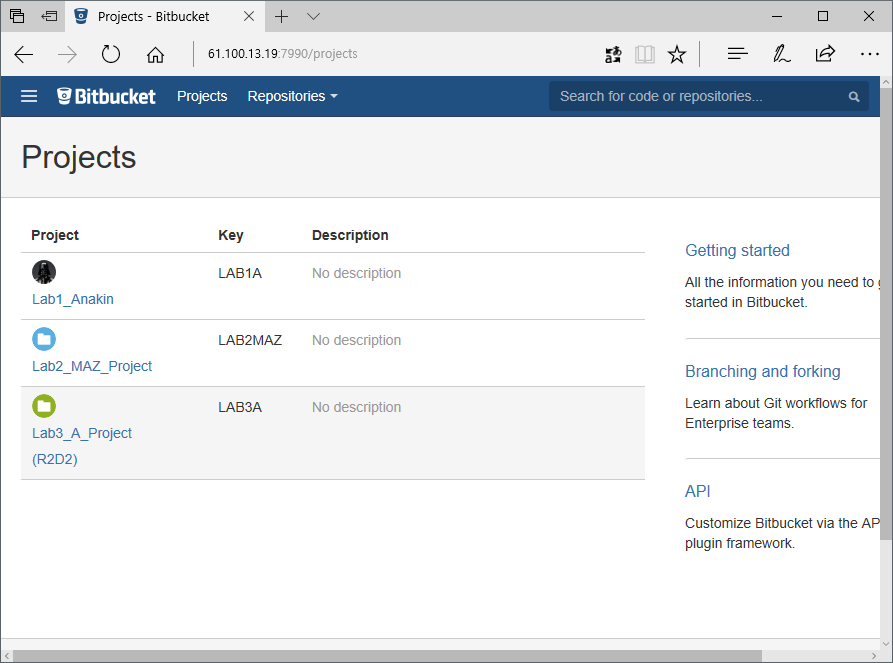 Projects - Bitbucket
61.100.13.19:7990/projects
Bitbucket Projects Repositories Search for code or repositories...
Projects
Project Key Description
LAB1A No description
Lab1_Anakin
LAB2MAZ No description
Lab2_MAZ_Project
LAB3A No description
Lab3_A_Project
(R2D2)
Getting started
All the information you need to g
started in Bitbucket.
Branching and forking
Learn about Git workflows for
Enterprise teams.
API
Customize Bitbucket via the AP
plugin framework.